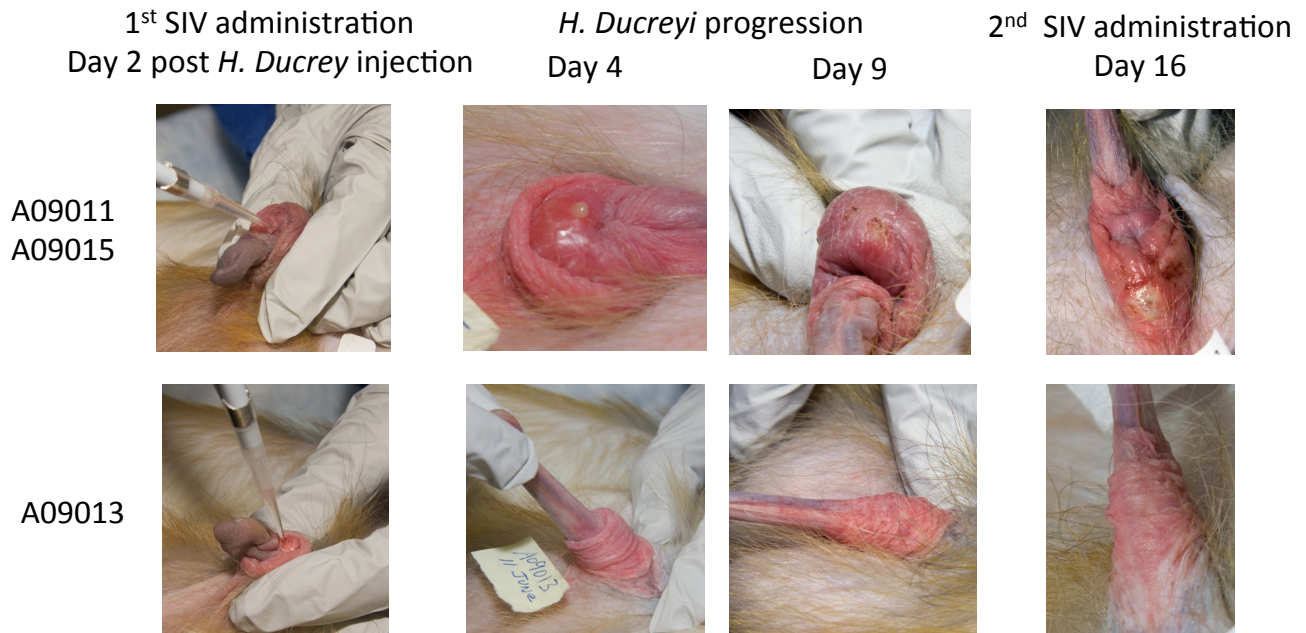 1st SIV administration
Day 2 post H. Ducrey injection
H. Ducreyi progression
Day 4
Day 9
2nd SIV administration
Day 16
A09011
A09015
A09013
A09013
11 June